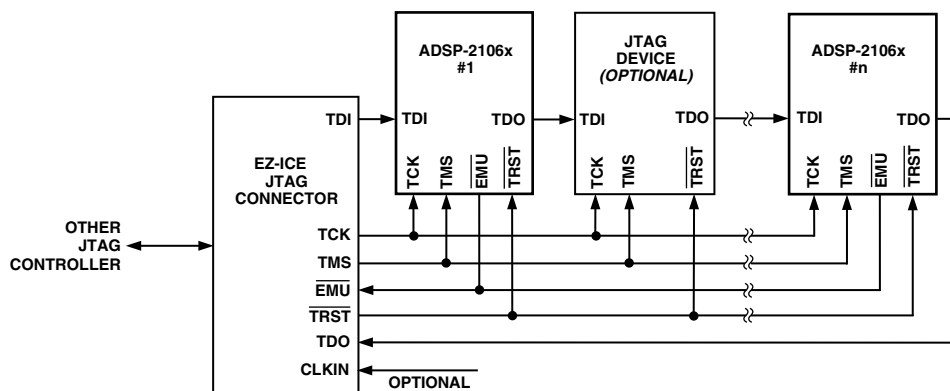 ADSP-2106x
#1
JTAG
DEVICE
(OPTIONAL)
ADSP-2106x
#n
TDI
TDI
TDO
TDI
TDO
TDI
TDO
TCK
TMS
EMU
TRST
TCK
TMS
TRST
TCK
TMS
EMU
TRST
EZ-ICE
JTAG
CONNECTOR
OTHER
JTAG
CONTROLLER
TCK
TMS
EMU
TRST
TDO
CLKIN
OPTIONAL